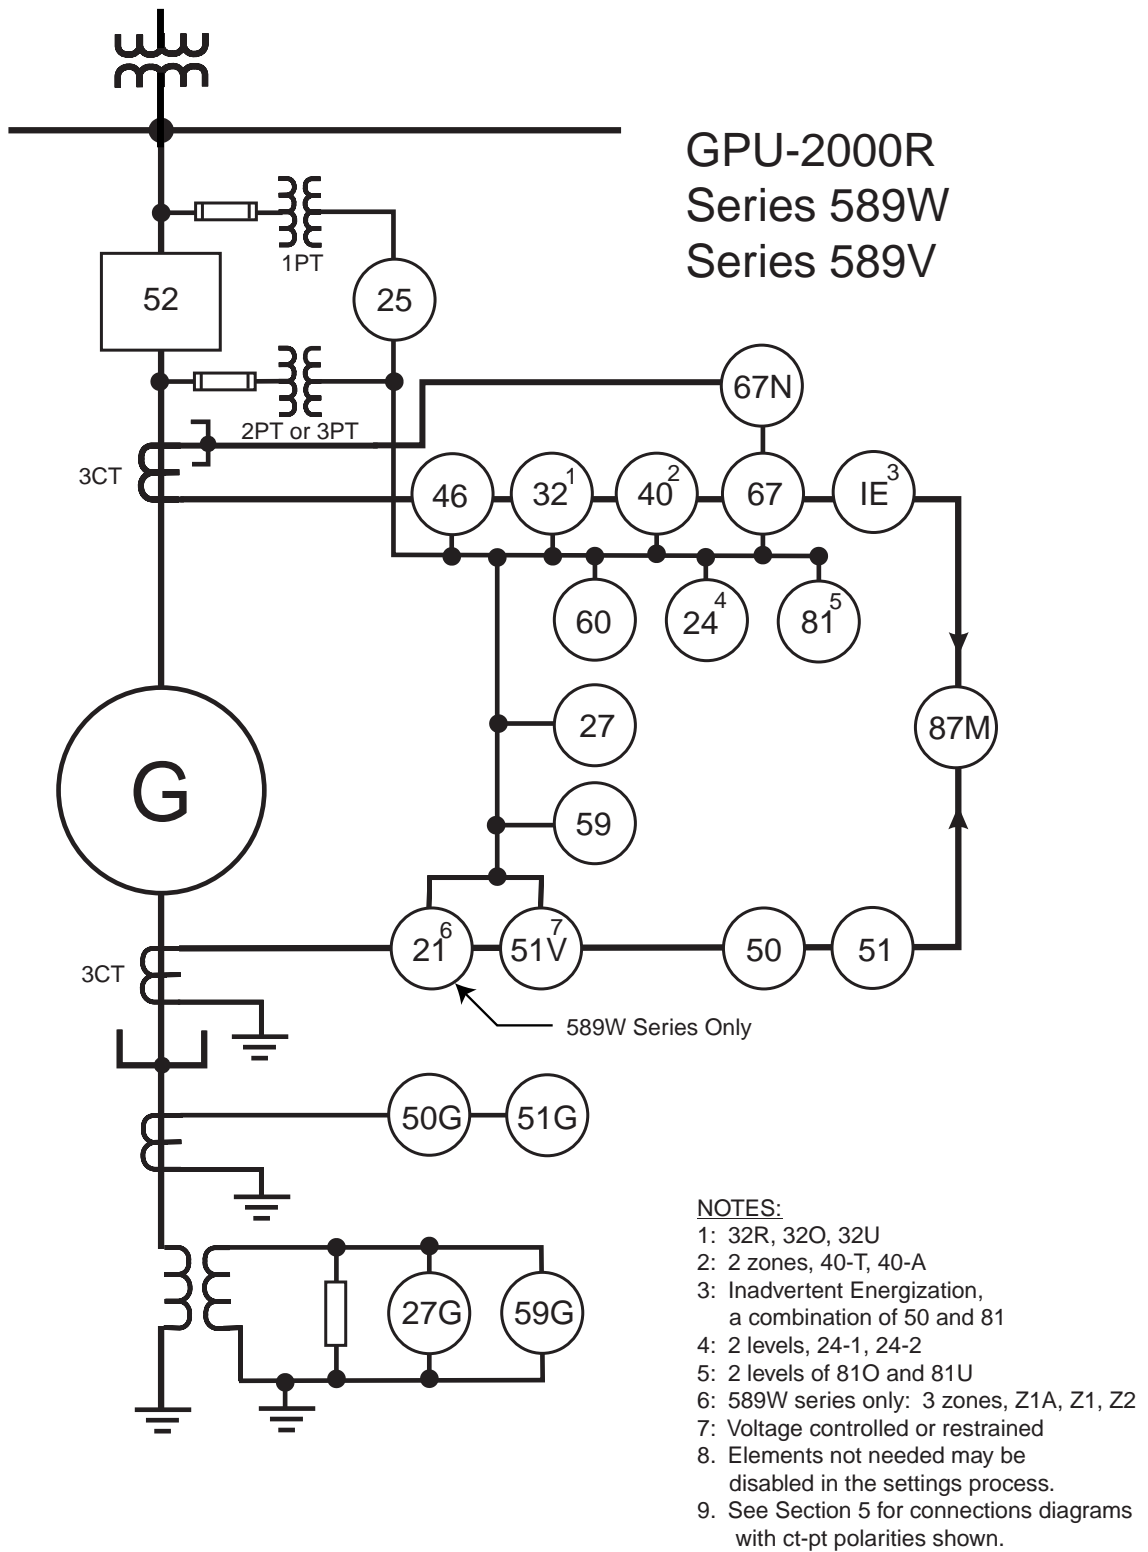 GPU-2000R
Series 589W
Series 589V
1PT
52
25
67N
2PT or 3PT
3CT
46
32 1
40 2
67
IE 3
60
24 4
81 5
27
87M
G
59
21 6
51V 7
50
51
3CT
589W Series Only
50G
51G
27G
59G
NOTES:
1: 32R, 32O, 32U
2: 2 zones, 40-T, 40-A
3: Inadvertent Energization,
a combination of 50 and 81
4: 2 levels, 24-1, 24-2
5: 2 levels of 81O and 81U
6: 589W series only: 3 zones, Z1A, Z1, Z2
7: Voltage controlled or restrained
8. Elements not needed may be
disabled in the settings process.
9. See Section 5 for connections diagrams
with ct-pt polarities shown.